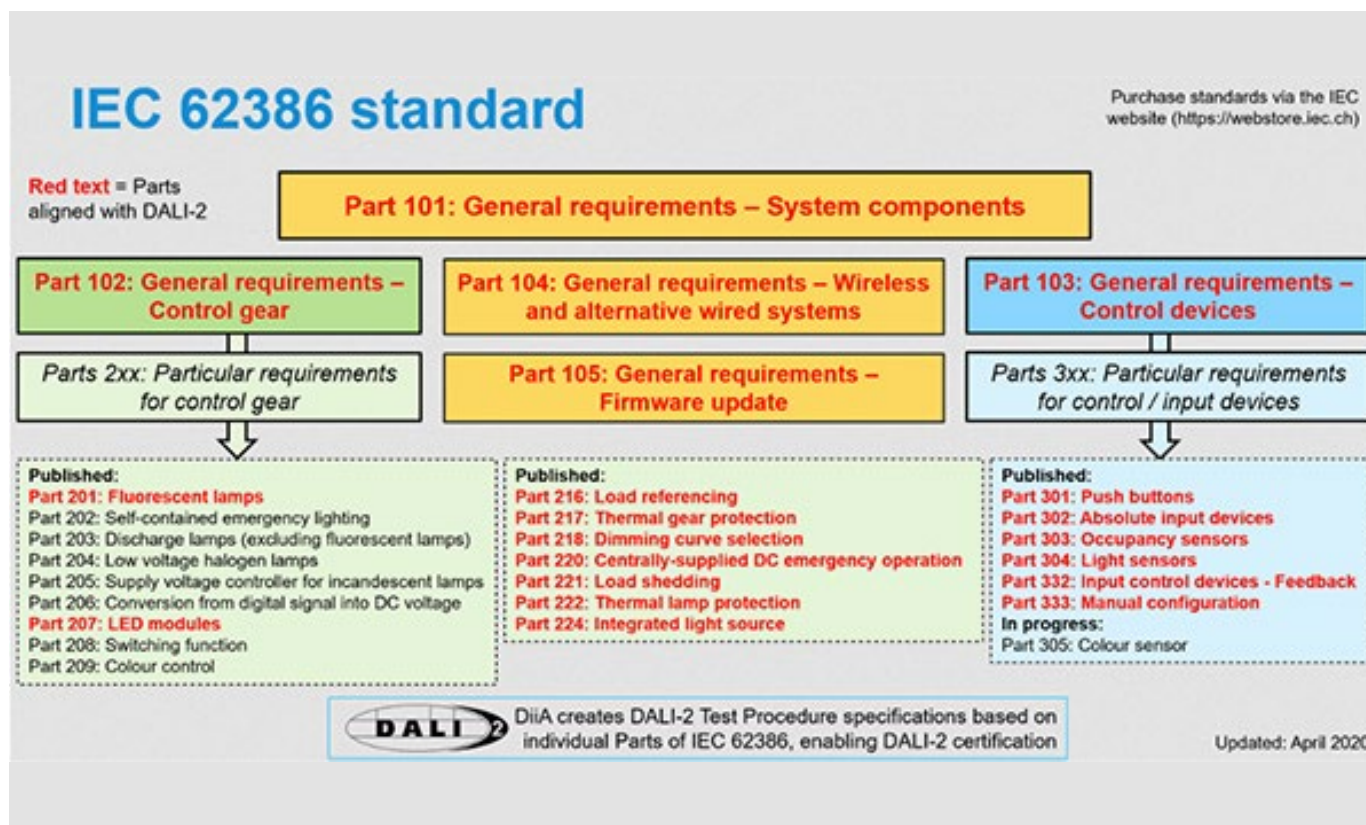 IEC 62386 standard
Purchase standards via the IEC
website (https://webstore.iec.ch)
Red text = Parts
aligned with DALI-2
Part 101: General requirements – System components
Part 102: General requirements –
Control gear
Part 104: General requirements – Wireless
and alternative wired systems
Part 103: General requirements –
Control devices
Parts 2xx: Particular requirements
for control gear
Part 105: General requirements –
Firmware update
Parts 3xx: Particular requirements
for control / input devices
Published:
Part 201: Fluorescent lamps
Part 202: Self-contained emergency lighting
Part 203: Discharge lamps (excluding fluorescent lamps)
Part 204: Low voltage halogen lamps
Part 205: Supply voltage controller for incandescent lamps
Part 206: Conversion from digital signal into DC voltage
Part 207: LED modules
Part 208: Switching function
Part 209: Colour control
Published:
Part 216: Load referencing
Part 217: Thermal gear protection
Part 218: Dimming curve selection
Part 220: Centrally-supplied DC emergency operation
Part 221: Load shedding
Part 222: Thermal lamp protection
Part 224: Integrated light source
Published:
Part 301: Push buttons
Part 302: Absolute input devices
Part 303: Occupancy sensors
Part 304: Light sensors
Part 332: Input control devices - Feedback
Part 333: Manual configuration
In progress:
Part 305: Colour sensor
DALI 2
DiiA creates DALI-2 Test Procedure specifications based on
individual Parts of IEC 62386, enabling DALI-2 certification
Updated: April 2020